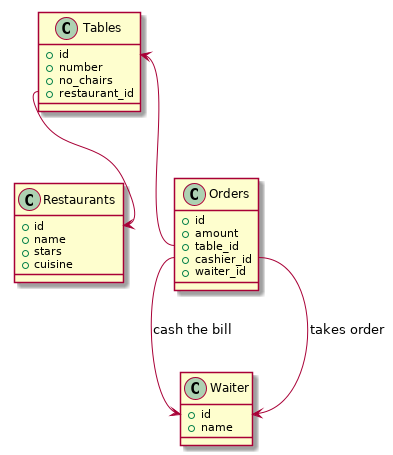 C Tables
id
number
no_chairs
restaurant_id
C Restaurants
id
name
stars
cuisine
C Orders
id
amount
table_id
cashier_id
waiter_id
cash the bill
takes order
C Waiter
id
name